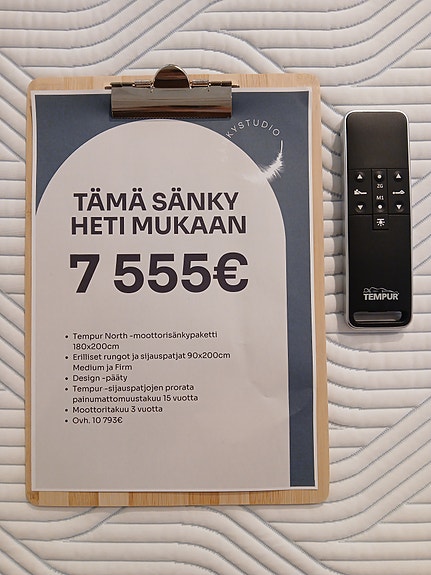 KYSTUDIO
TÄMÄ SÄNKY
HETI MUKAAN
7 555€
• Tempur North -moottorisänkypaketti
180x200cm
• Erilliset rungot ja sijauspatjat 90x200cm
Medium ja Firm
• Design -pääty
• Tempur -sijauspatjojen prorata
painumattomuustakuu 15 vuotta
• Moottoritakuu 3 vuotta
• Ovh. 10 793€
ZG
M1
TEMPUR